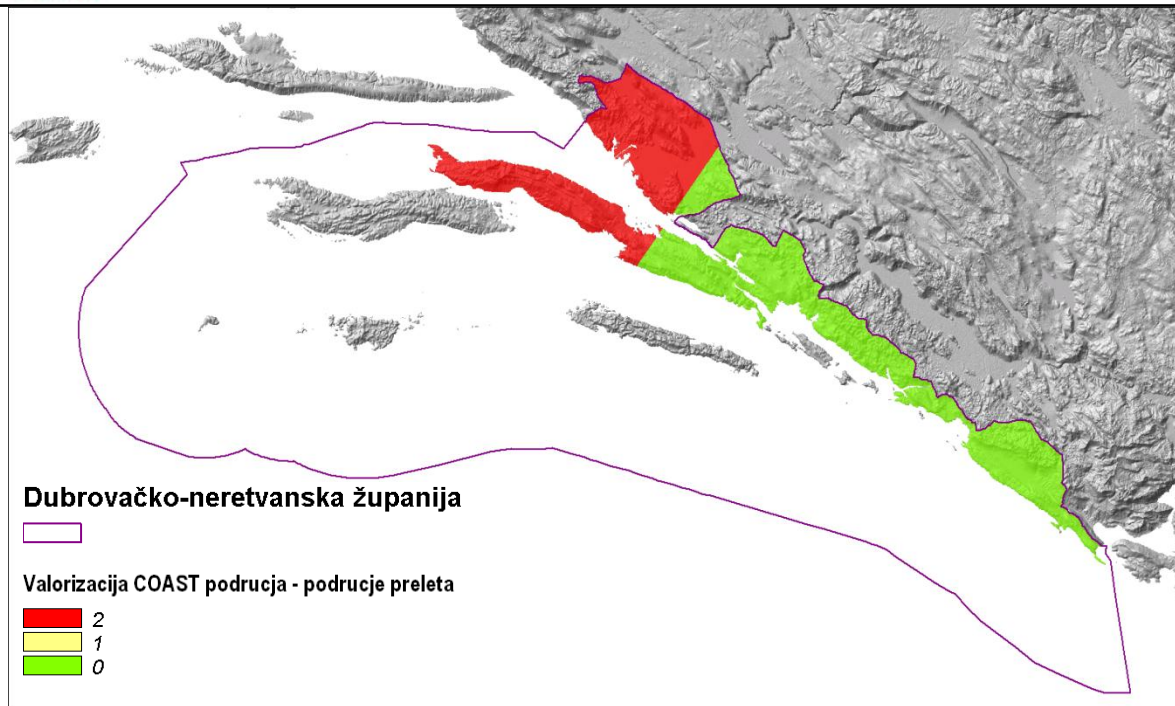 Dubrovačko-neretvanska županija
Valorizacija COAST podrucja - podrucje preleta
2
1
0